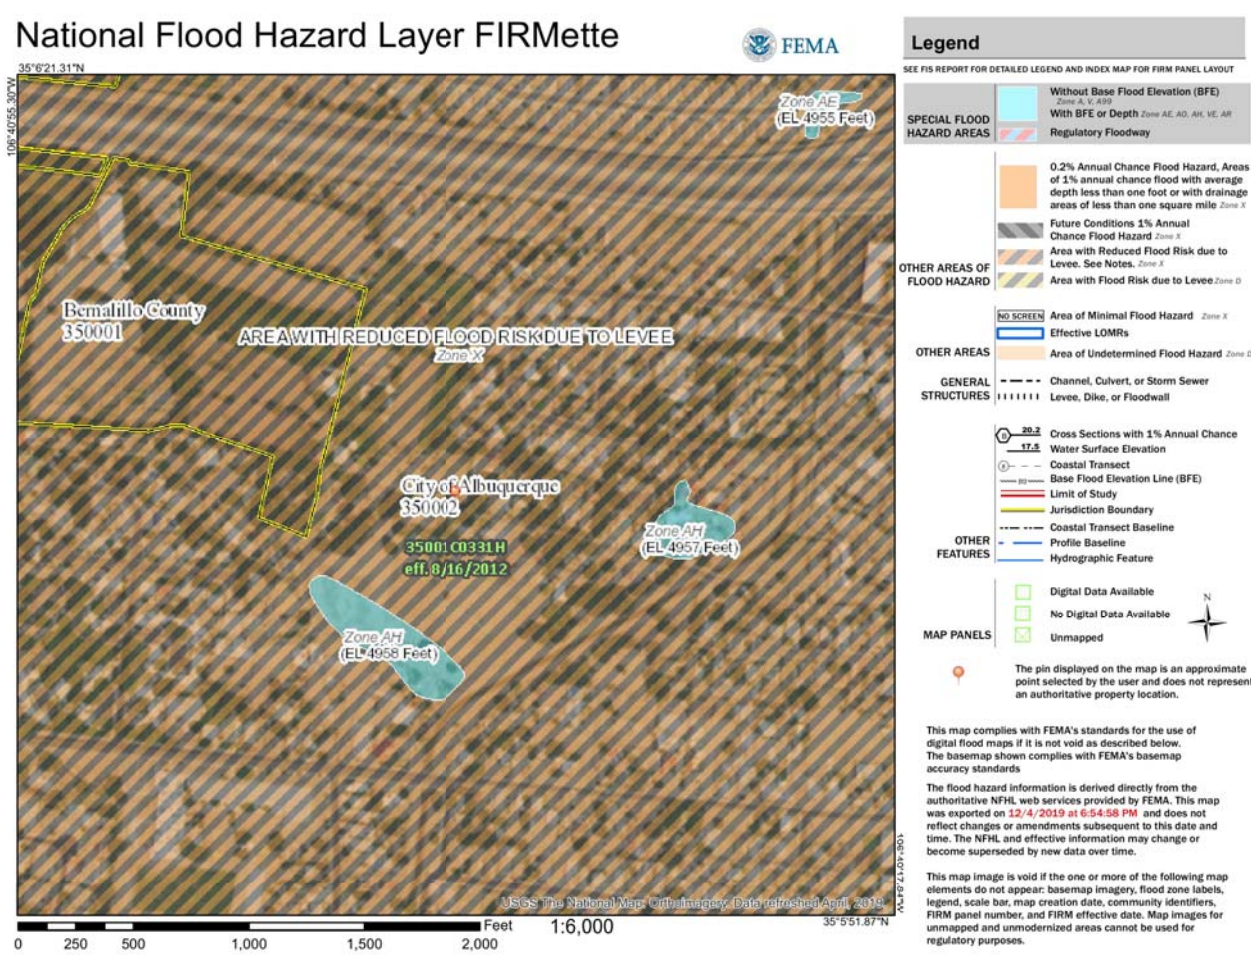 National Flood Hazard Layer FIRMette
FEMA
35°6'21.31"N
106°40'55.30"W
Zone AE
(EL 4955 Feet)
Bernalillo County
350001
AREA WITH REDUCED FLOOD RISK DUE TO LEVEE
Zone X
City of Albuquerque
350002
35001C0331H
eff. 8/16/2012
Zone AH
(EL 4957 Feet)
Zone AH
(EL 4958 Feet)
USGS The National Map: Orthoimagery. Data refreshed April, 2019.
106°40'17.84"W
35°5'51.87"N
Feet
1:6,000
0 250 500 1,000 1,500 2,000
Legend
SEE FIS REPORT FOR DETAILED LEGEND AND INDEX MAP FOR FIRM PANEL LAYOUT
SPECIAL FLOOD
HAZARD AREAS
Without Base Flood Elevation (BFE)
Zone A, V, A99
With BFE or Depth Zone AE, AO, AH, VE, AR
Regulatory Floodway
OTHER AREAS OF
FLOOD HAZARD
0.2% Annual Chance Flood Hazard, Areas
of 1% annual chance flood with average
depth less than one foot or with drainage
areas of less than one square mile Zone X
Future Conditions 1% Annual
Chance Flood Hazard Zone X
Area with Reduced Flood Risk due to
Levee. See Notes. Zone X
Area with Flood Risk due to Levee Zone D
OTHER AREAS
NO SCREEN Area of Minimal Flood Hazard Zone X
Effective LOMRs
Area of Undetermined Flood Hazard Zone D
GENERAL
STRUCTURES
Channel, Culvert, or Storm Sewer
Levee, Dike, or Floodwall
OTHER
FEATURES
B 20.2 Cross Sections with 1% Annual Chance
17.5 Water Surface Elevation
Coastal Transect
Base Flood Elevation Line (BFE)
Limit of Study
Jurisdiction Boundary
Coastal Transect Baseline
Profile Baseline
Hydrographic Feature
MAP PANELS
Digital Data Available
No Digital Data Available
Unmapped
N
The pin displayed on the map is an approximate
point selected by the user and does not represent
an authoritative property location.
This map complies with FEMA's standards for the use of
digital flood maps if it is not void as described below.
The basemap shown complies with FEMA's basemap
accuracy standards
The flood hazard information is derived directly from the
authoritative NFHL web services provided by FEMA. This map
was exported on 12/4/2019 at 6:54:58 PM and does not
reflect changes or amendments subsequent to this date and
time. The NFHL and effective information may change or
become superseded by new data over time.
This map image is void if the one or more of the following map
elements do not appear: basemap imagery, flood zone labels,
legend, scale bar, map creation date, community identifiers,
FIRM panel number, and FIRM effective date. Map images for
unmapped and unmodernized areas cannot be used for
regulatory purposes.